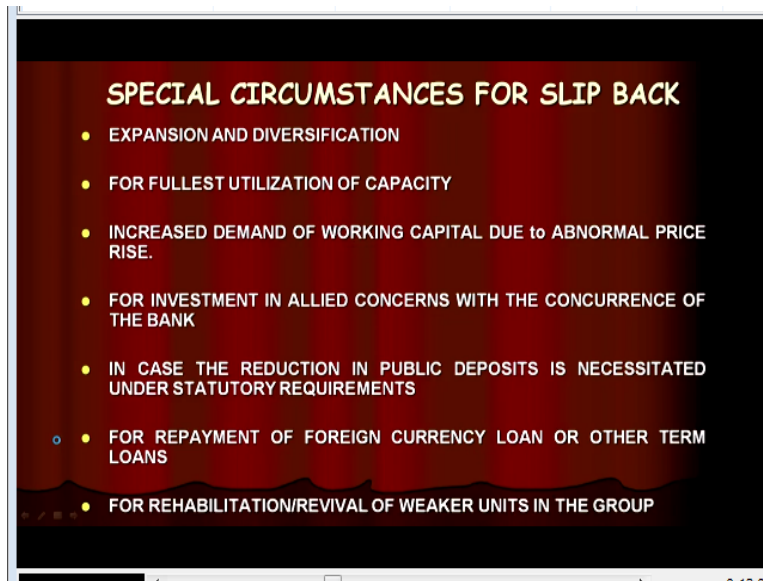 SPECIAL CIRCUMSTANCES FOR SLIP BACK
EXPANSION AND DIVERSIFICATION
FOR FULLEST UTILIZATION OF CAPACITY
INCREASED DEMAND OF WORKING CAPITAL DUE to ABNORMAL PRICE
RISE.
FOR INVESTMENT IN ALLIED CONCERNS WITH THE CONCURRENCE OF
THE BANK
IN CASE THE REDUCTION IN PUBLIC DEPOSITS IS NECESSITATED
UNDER STATUTORY REQUIREMENTS
FOR REPAYMENT OF FOREIGN CURRENCY LOAN OR OTHER TERM
LOANS
FOR REHABILITATION/REVIVAL OF WEAKER UNITS IN THE GROUP